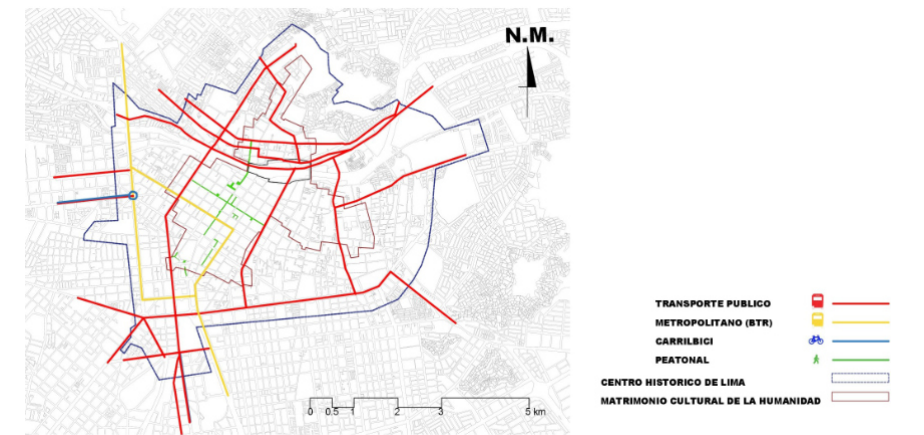 N.M.
TRANSPORTE PUBLICO
METROPOLITANO (BTR)
CARRILBICI
PEATONAL
CENTRO HISTORICO DE LIMA
MATRIMONIO CULTURAL DE LA HUMANIDAD
0 0.5 1 2 3 5 km